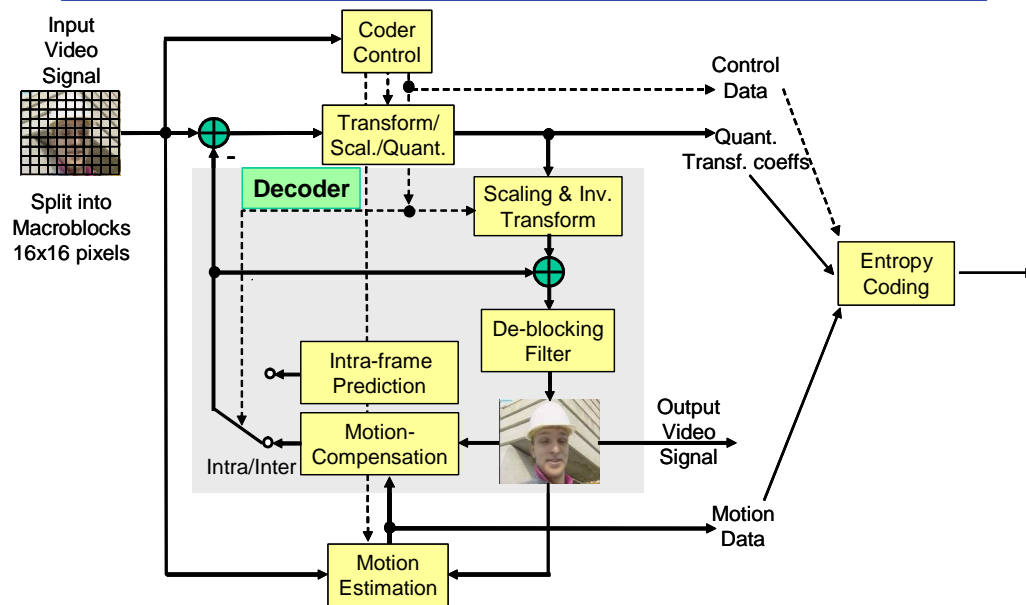 Input
Video
Signal
Coder
Control
Control
Data
Transform/
Scal./Quant.
Quant.
Transf. coeffs
-
Decoder
Scaling & Inv.
Transform
Split into
Macroblocks
16x16 pixels
Entropy
Coding
De-blocking
Filter
Intra-frame
Prediction
Output
Video
Signal
Motion-
Compensation
Intra/Inter
Motion
Data
Motion
Estimation